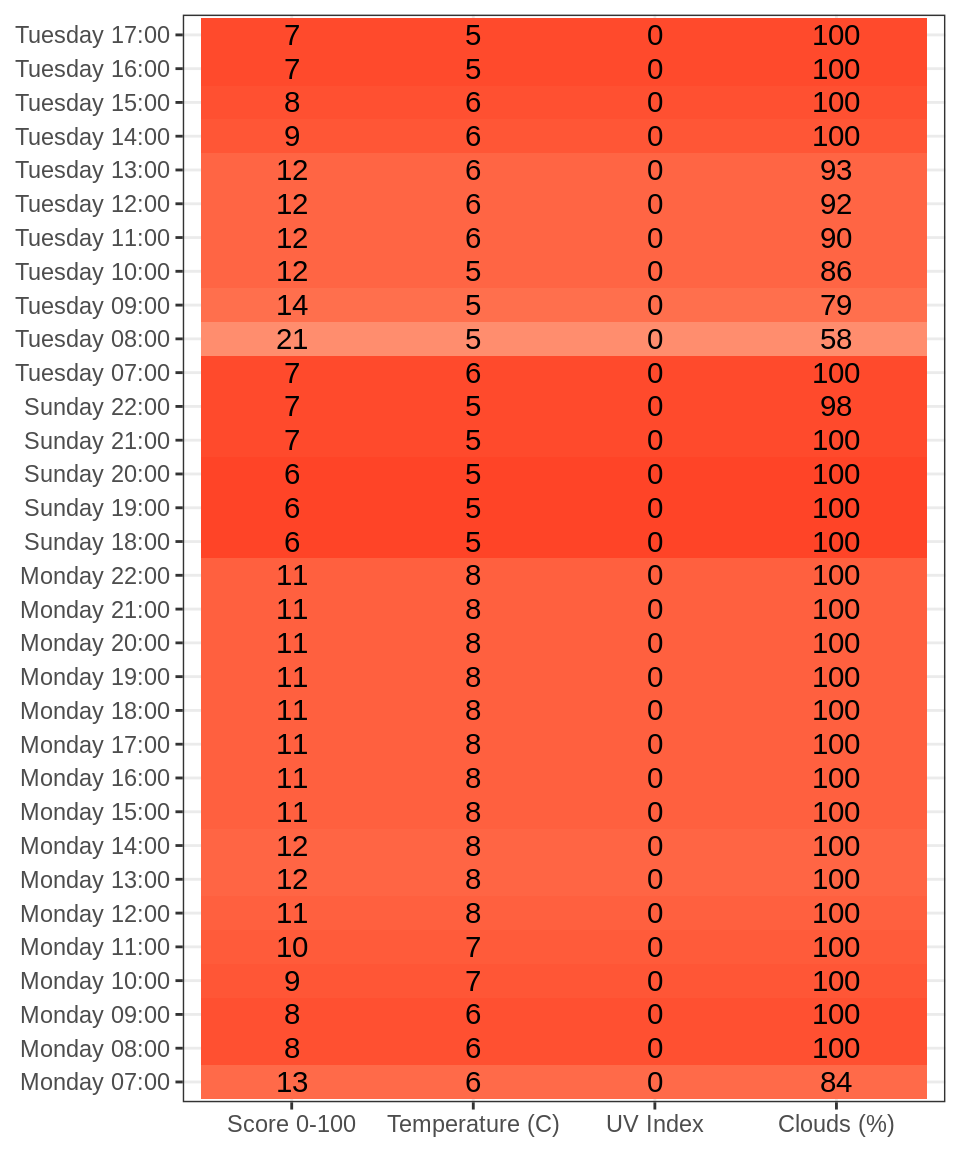 Tuesday 17:00 7 5 0 100
Tuesday 16:00 7 5 0 100
Tuesday 15:00 8 6 0 100
Tuesday 14:00 9 6 0 100
Tuesday 13:00 12 6 0 93
Tuesday 12:00 12 6 0 92
Tuesday 11:00 12 6 0 90
Tuesday 10:00 12 5 0 86
Tuesday 09:00 14 5 0 79
Tuesday 08:00 21 5 0 58
Tuesday 07:00 7 6 0 100
Sunday 22:00 7 5 0 98
Sunday 21:00 7 5 0 100
Sunday 20:00 6 5 0 100
Sunday 19:00 6 5 0 100
Sunday 18:00 6 5 0 100
Monday 22:00 11 8 0 100
Monday 21:00 11 8 0 100
Monday 20:00 11 8 0 100
Monday 19:00 11 8 0 100
Monday 18:00 11 8 0 100
Monday 17:00 11 8 0 100
Monday 16:00 11 8 0 100
Monday 15:00 11 8 0 100
Monday 14:00 12 8 0 100
Monday 13:00 12 8 0 100
Monday 12:00 11 8 0 100
Monday 11:00 10 7 0 100
Monday 10:00 9 7 0 100
Monday 09:00 8 6 0 100
Monday 08:00 8 6 0 100
Monday 07:00 13 6 0 84
Score 0-100 Temperature (C) UV Index Clouds (%)